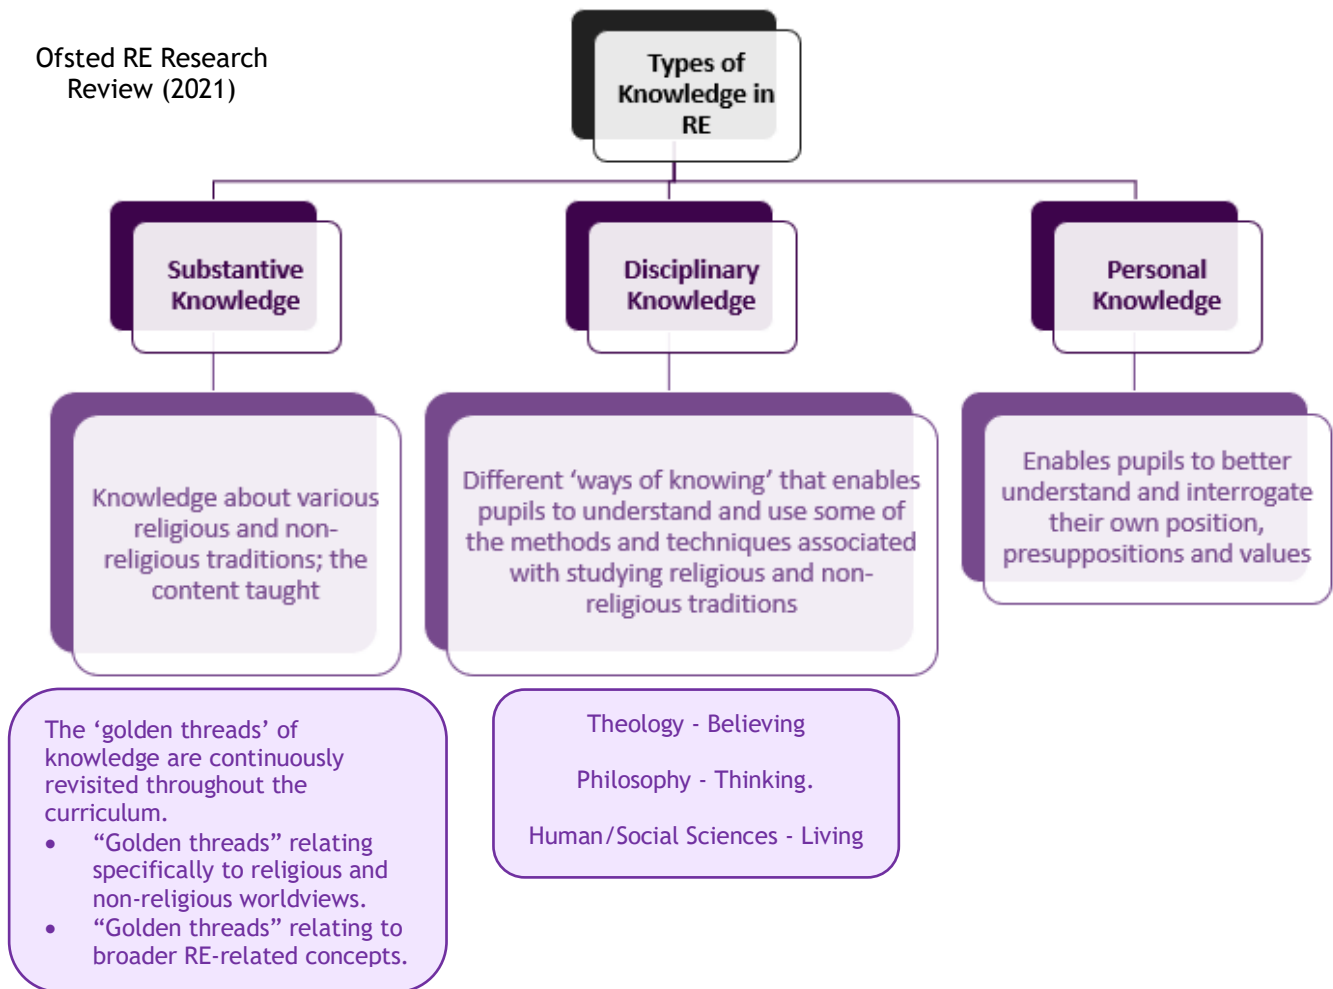 Ofsted RE Research
Review (2021)
Types of
Knowledge in
RE
Substantive
Knowledge
Disciplinary
Knowledge
Personal
Knowledge
Knowledge about various
religious and non-
religious traditions; the
content taught
Different ‘ways of knowing’ that enables
pupils to understand and use some of
the methods and techniques associated
with studying religious and non-
religious traditions
Enables pupils to better
understand and interrogate
their own position,
presuppositions and values
The ‘golden threads’ of
knowledge are continuously
revisited throughout the
curriculum.
• “Golden threads” relating
specifically to religious and
non-religious worldviews.
• “Golden threads” relating to
broader RE-related concepts.
Theology - Believing
Philosophy - Thinking.
Human/Social Sciences - Living